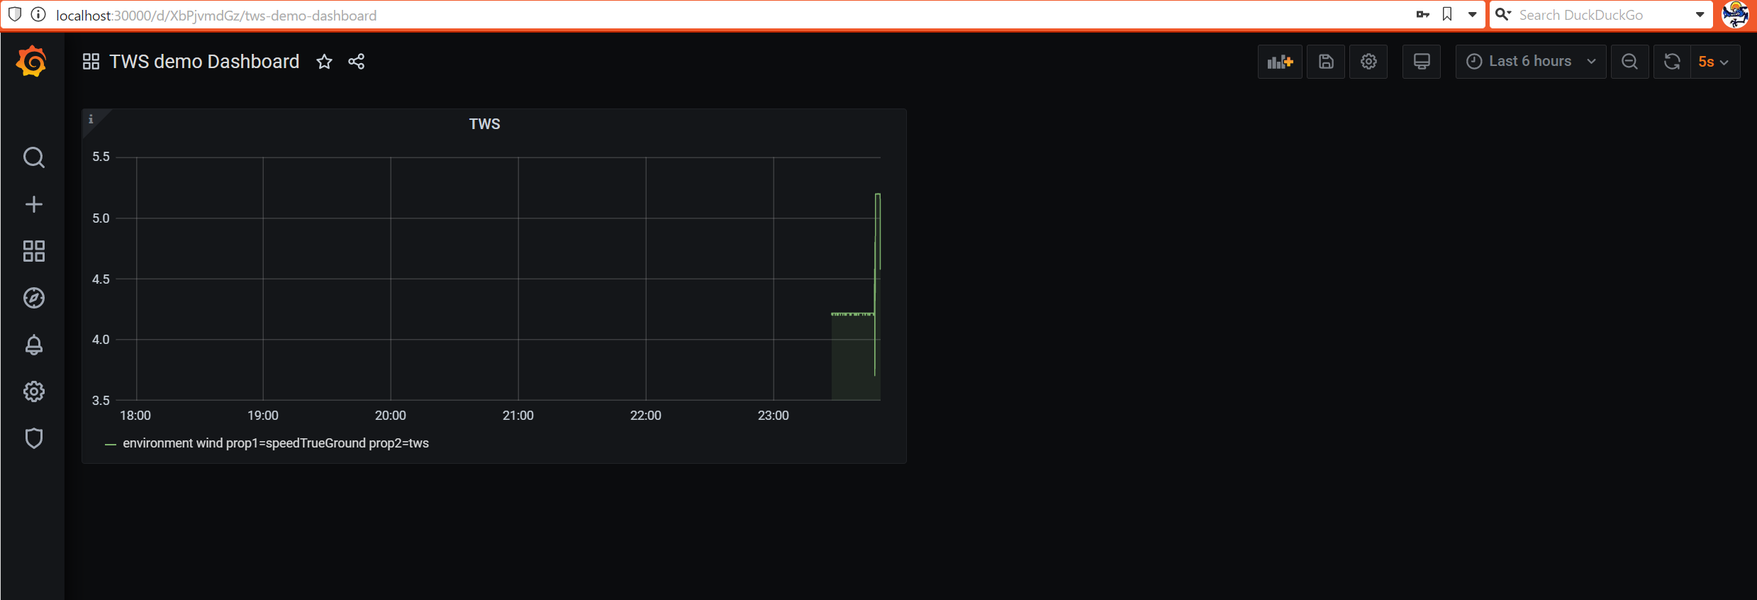 localhost:30000/d/XbPjvmdGz/tws-demo-dashboard
Search DuckDuckGo
TWS demo Dashboard
Last 6 hours
5s
i
TWS
5.5
5.0
4.5
4.0
3.5
18:00 19:00 20:00 21:00 22:00 23:00
environment wind prop1=speedTrueGround prop2=tws